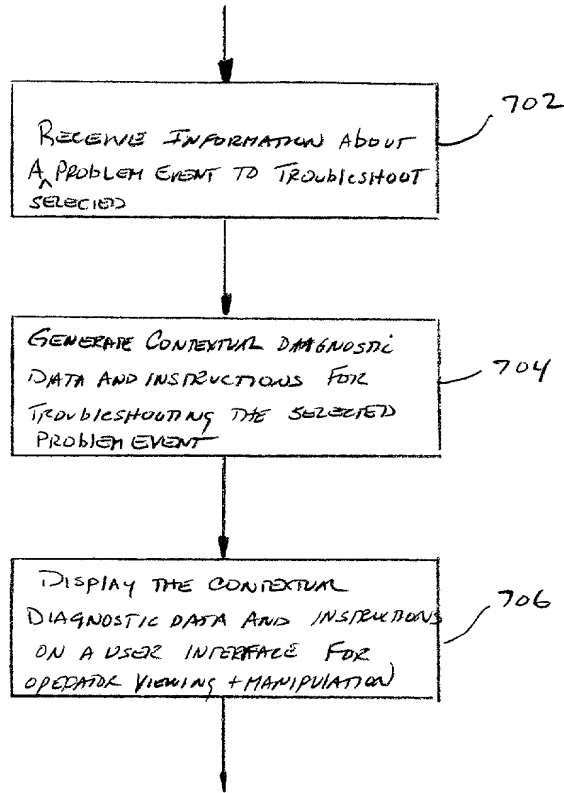 RECEIVE INFORMATION ABOUT
A ^ PROBLEM EVENT TO TROUBLESHOOT
SELECTED
702
GENERATE CONTEXTUAL DIAGNOSTIC
DATA AND INSTRUCTIONS FOR
TROUBLESHOOTING THE SELECTED
PROBLEM EVENT
704
DISPLAY THE CONTEXTUAL
DIAGNOSTIC DATA AND INSTRUCTIONS
ON A USER INTERFACE FOR
OPERATOR VIEWING + MANIPULATION
706